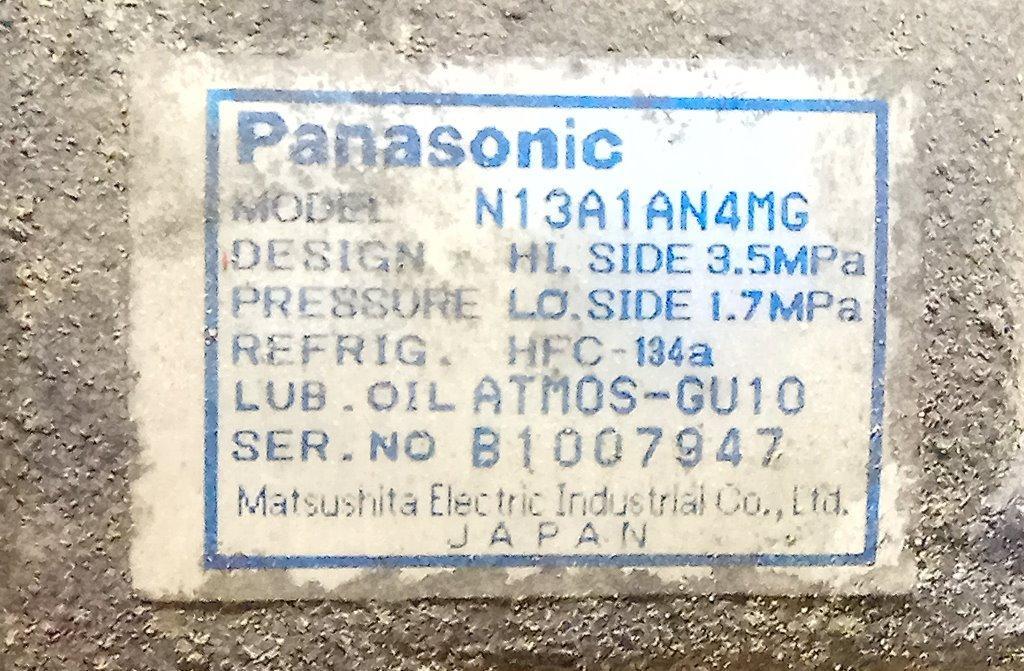 Panasonic
MODEL N13A1AN4MG
DESIGN HI. SIDE 3.5MPa
PRESSURE LO.SIDE 1.7MPa
REFRIG. HFC-134a
LUB.OIL ATMOS-GU10
SER.NO B1007947
Matsushita Electric Industrial Co., Ltd.
JAPAN